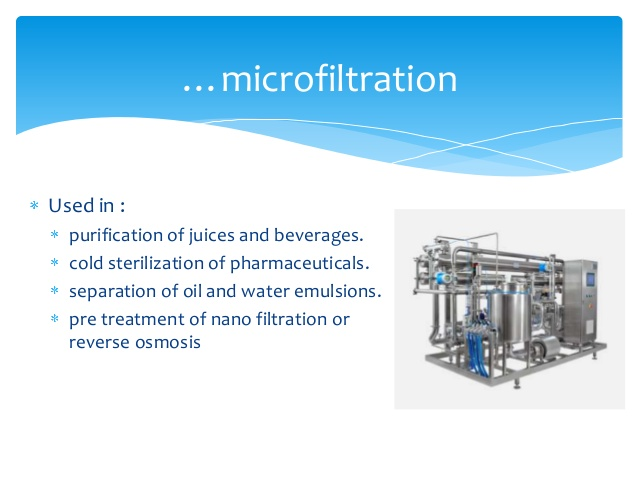 …microfiltration
Used in :
purification of juices and beverages.
cold sterilization of pharmaceuticals.
separation of oil and water emulsions.
pre treatment of nano filtration or
reverse osmosis